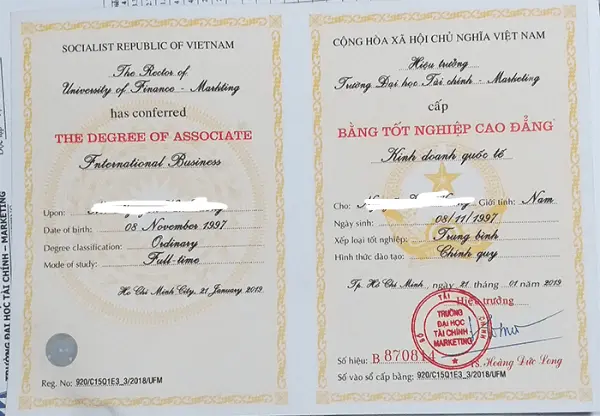 SOCIALIST REPUBLIC OF VIETNAM
The Rector of
University of Finance - Marketing
has conferred
THE DEGREE OF ASSOCIATE
International Business
Upon:
Date of birth: 08 November 1997
Degree classification: Ordinary
Mode of study: Full-time
Ho Chi Minh City, 21 January 2019
Reg. No: 920/C15Q1E3_3/2018/UFM
CỘNG HÒA XÃ HỘI CHỦ NGHĨA VIỆT NAM
Hiệu trưởng
Trường Đại học Tài chính - Marketing
cấp
BẰNG TỐT NGHIỆP CAO ĐẲNG
Kinh doanh quốc tế
Cho: Giới tính: Nam
Ngày sinh: 08/11/1997
Xếp loại tốt nghiệp: Trung bình
Hình thức đào tạo: Chính quy
Tp. Hồ Chí Minh, ngày 21 tháng 01 năm 2019
Hiệu trưởng
TRƯỜNG
ĐẠI HỌC
TÀI CHÍNH
MARKETING
BỘ TÀI CHÍNH
TS. Hoàng Đức Long
Số hiệu: B 870814
Số vào sổ cấp bằng: 920/C15Q1E3_3/2018/UFM
TRƯỜNG ĐẠI HỌC TÀI CHÍNH – MARKETING